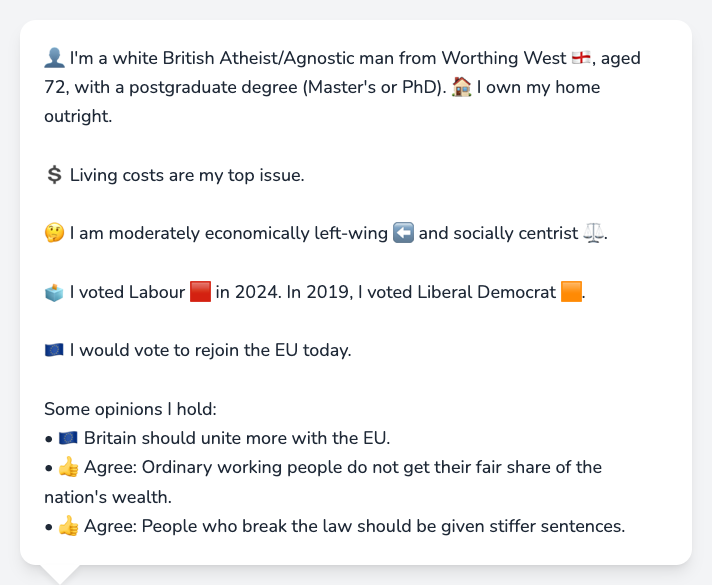 👤 I'm a white British Atheist/Agnostic man from Worthing West 🏴󠁧󠁢󠁥󠁮󠁧󠁿, aged
72, with a postgraduate degree (Master's or PhD). 🏠 I own my home
outright.
💲 Living costs are my top issue.
🤔 I am moderately economically left-wing ⬅️ and socially centrist ⚖️.
🗳️ I voted Labour 🟥 in 2024. In 2019, I voted Liberal Democrat 🟧.
🇪🇺 I would vote to rejoin the EU today.
Some opinions I hold:
• 🇪🇺 Britain should unite more with the EU.
• 👍 Agree: Ordinary working people do not get their fair share of the
nation's wealth.
• 👍 Agree: People who break the law should be given stiffer sentences.